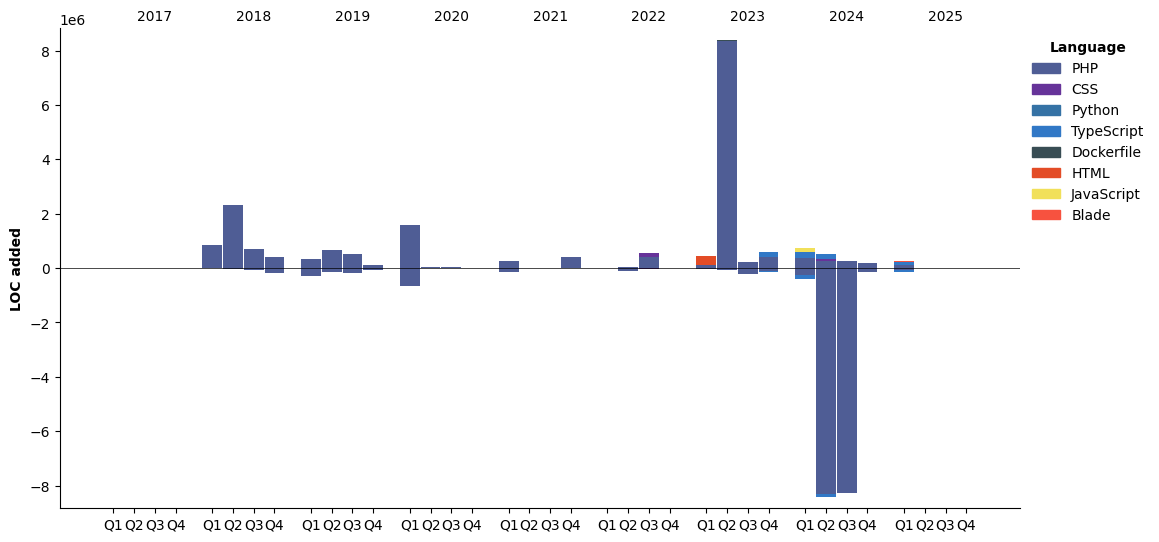 1e6
2017 2018 2019 2020 2021 2022 2023 2024 2025
LOC added
8
6
4
2
0
−2
−4
−6
−8
Q1 Q2 Q3 Q4 Q1 Q2 Q3 Q4 Q1 Q2 Q3 Q4 Q1 Q2 Q3 Q4 Q1 Q2 Q3 Q4 Q1 Q2 Q3 Q4 Q1 Q2 Q3 Q4 Q1 Q2 Q3 Q4 Q1 Q2 Q3 Q4
Language
PHP
CSS
Python
TypeScript
Dockerfile
HTML
JavaScript
Blade